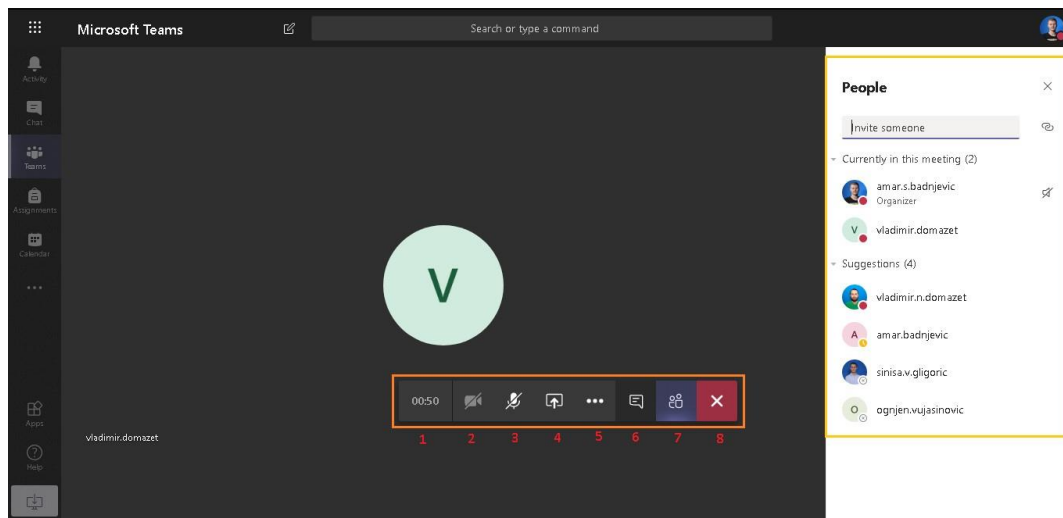 Microsoft Teams
Search or type a command
Activity
Chat
Teams
Assignments
Calendar
Apps
Help
V
vladimir.domazet
00:50
1 2 3 4 5 6 7 8
People
Invite someone
Currently in this meeting (2)
amar.s.badnjevic
Organizer
V vladimir.domazet
Suggestions (4)
vladimir.n.domazet
A amar.badnjevic
sinisa.v.gligoric
O ognjen.vujasinovic